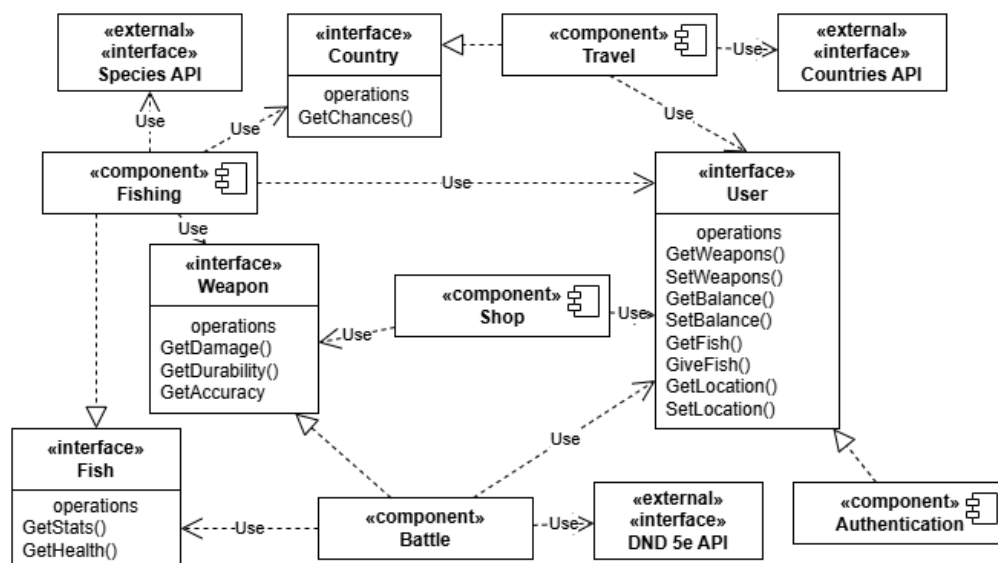 «external»
«interface»
Species API
«interface»
Country
operations
GetChances()
«component»
Travel
Use
«external»
«interface»
Countries API
Use
Use
Use
«component»
Fishing
Use
«interface»
User
operations
GetWeapons()
SetWeapons()
GetBalance()
SetBalance()
GetFish()
GiveFish()
GetLocation()
SetLocation()
Use
«interface»
Weapon
operations
GetDamage()
GetDurability()
GetAccuracy
Use
«component»
Shop
Use
«interface»
Fish
operations
GetStats()
GetHealth()
Use
Use
«component»
Battle
Use
«external»
«interface»
DND 5e API
«component»
Authentication